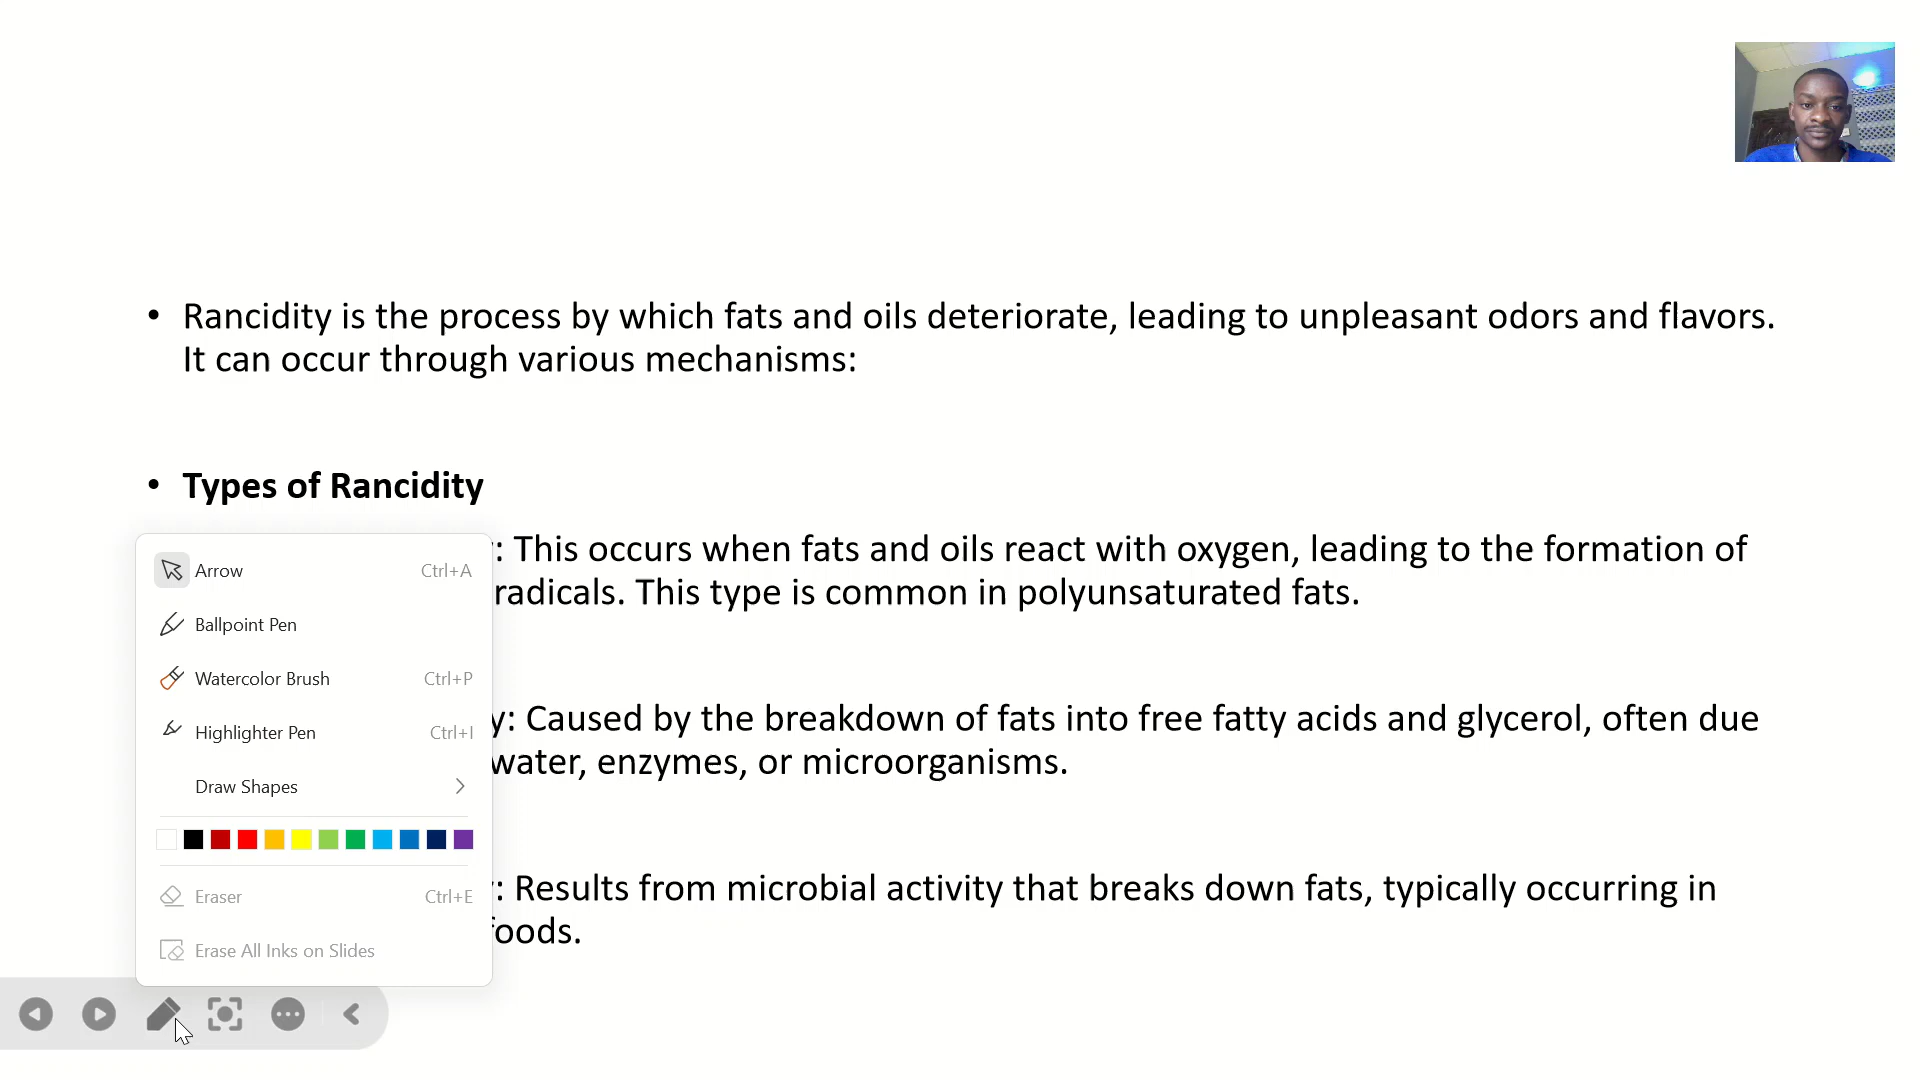 • Rancidity is the process by which fats and oils deteriorate, leading to unpleasant odors and flavors.
It can occur through various mechanisms:
• Types of Rancidity
: This occurs when fats and oils react with oxygen, leading to the formation of
radicals. This type is common in polyunsaturated fats.
y: Caused by the breakdown of fats into free fatty acids and glycerol, often due
water, enzymes, or microorganisms.
: Results from microbial activity that breaks down fats, typically occurring in
foods.
Arrow Ctrl+A
Ballpoint Pen
Watercolor Brush Ctrl+P
Highlighter Pen Ctrl+I
Draw Shapes
Eraser Ctrl+E
Erase All Inks on Slides